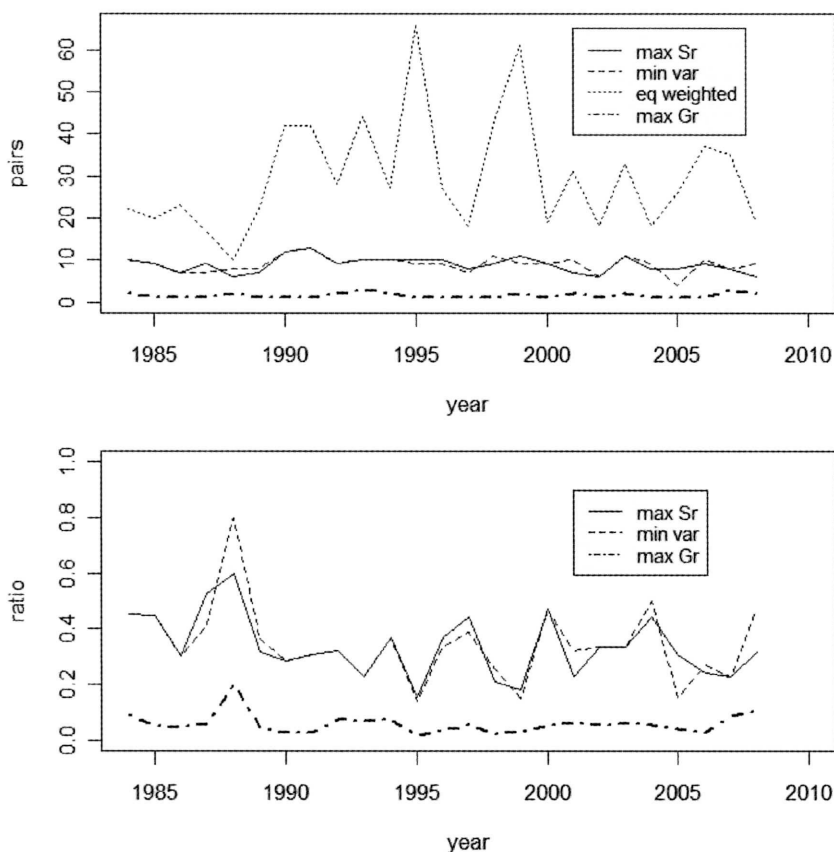 pairs
60
50
40
30
20
10
0
max Sr
min var
eq weighted
max Gr
1985 1990 1995 2000 2005 2010
year
ratio
1.0
0.8
0.6
0.4
0.2
0.0
max Sr
min var
max Gr
1985 1990 1995 2000 2005 2010
year